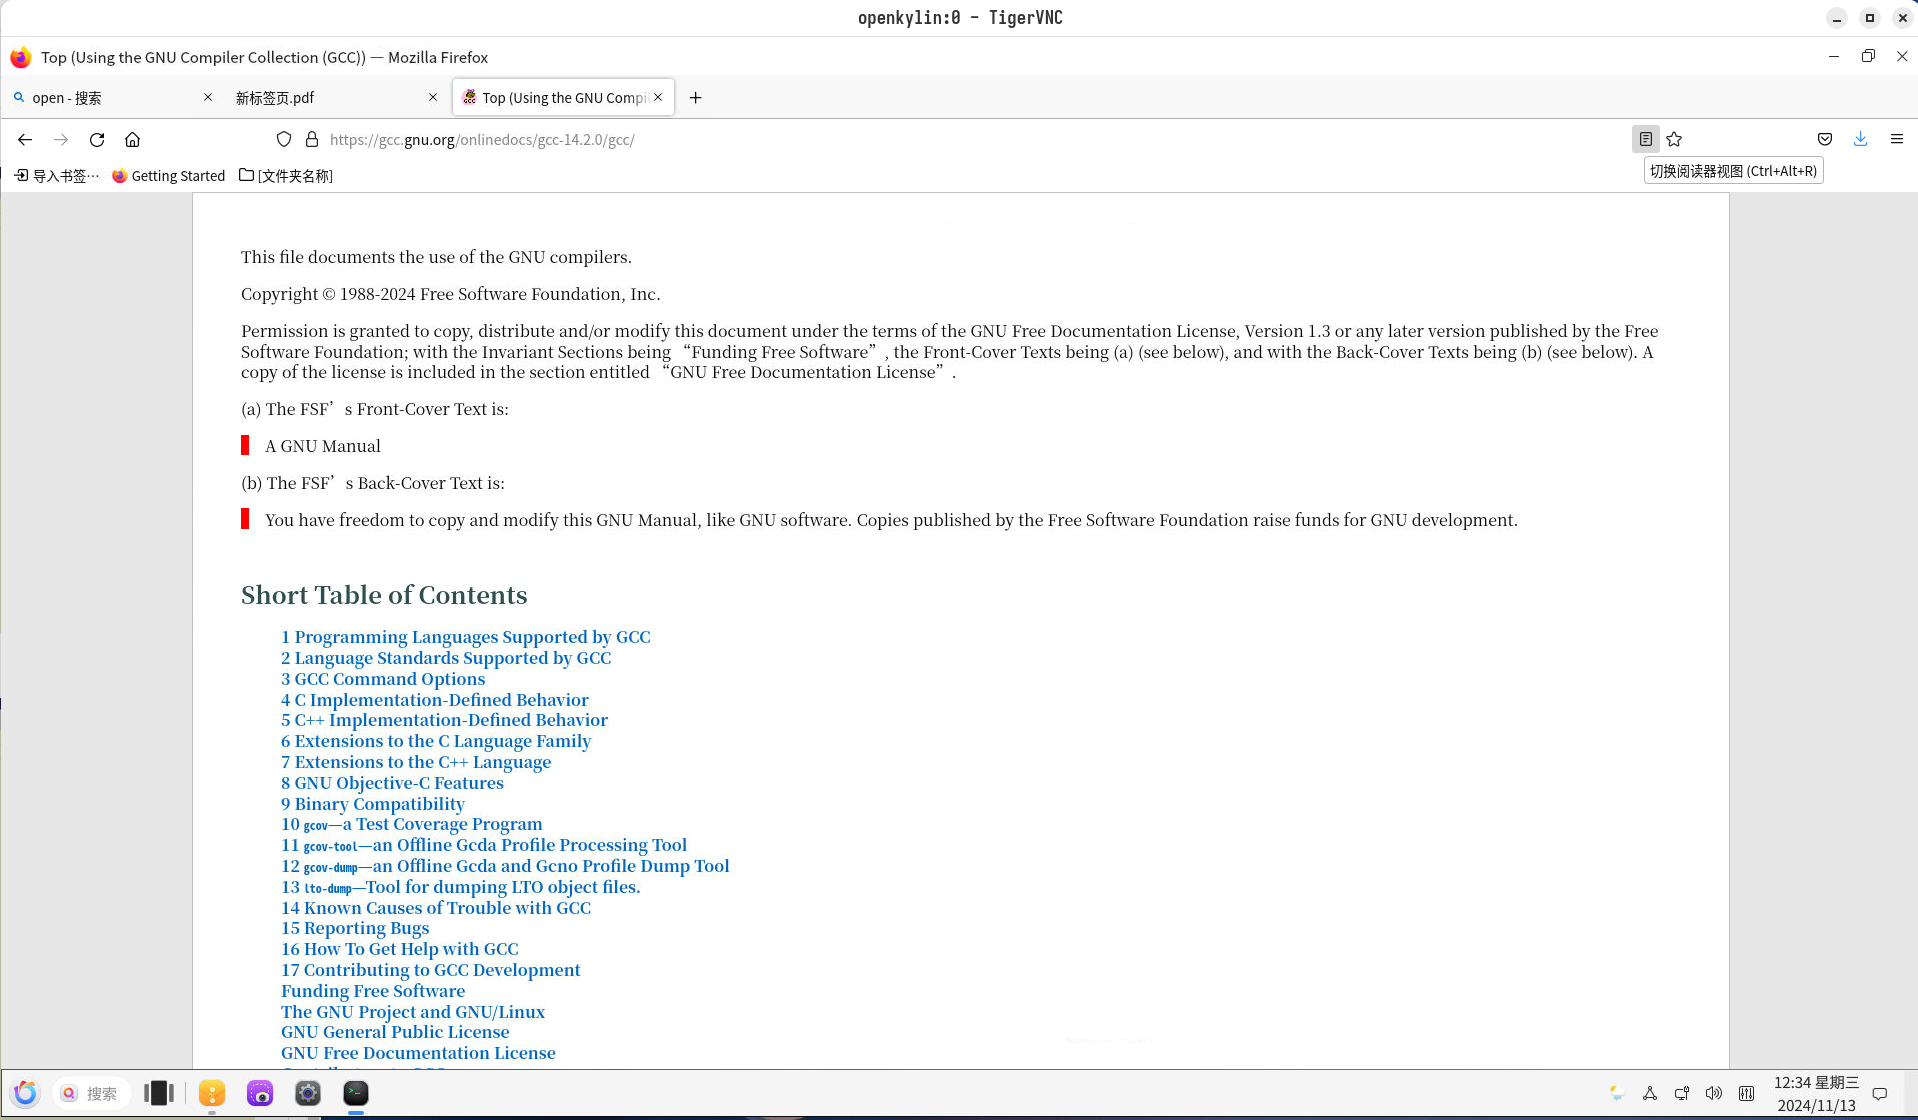 openkylin:0 - TigerVNC
Top (Using the GNU Compiler Collection (GCC)) — Mozilla Firefox
open - 搜索
新标签页.pdf
Top (Using the GNU Compil
https://gcc.gnu.org/onlinedocs/gcc-14.2.0/gcc/
导入书签…
Getting Started
[文件夹名称]
切换阅读器视图 (Ctrl+Alt+R)
This file documents the use of the GNU compilers.
Copyright © 1988-2024 Free Software Foundation, Inc.
Permission is granted to copy, distribute and/or modify this document under the terms of the GNU Free Documentation License, Version 1.3 or any later version published by the Free
Software Foundation; with the Invariant Sections being “Funding Free Software”, the Front-Cover Texts being (a) (see below), and with the Back-Cover Texts being (b) (see below). A
copy of the license is included in the section entitled “GNU Free Documentation License”.
(a) The FSF’s Front-Cover Text is:
A GNU Manual
(b) The FSF’s Back-Cover Text is:
You have freedom to copy and modify this GNU Manual, like GNU software. Copies published by the Free Software Foundation raise funds for GNU development.
Short Table of Contents
1 Programming Languages Supported by GCC
2 Language Standards Supported by GCC
3 GCC Command Options
4 C Implementation-Defined Behavior
5 C++ Implementation-Defined Behavior
6 Extensions to the C Language Family
7 Extensions to the C++ Language
8 GNU Objective-C Features
9 Binary Compatibility
10 gcov—a Test Coverage Program
11 gcov-tool—an Offline Gcda Profile Processing Tool
12 gcov-dump—an Offline Gcda and Gcno Profile Dump Tool
13 lto-dump—Tool for dumping LTO object files.
14 Known Causes of Trouble with GCC
15 Reporting Bugs
16 How To Get Help with GCC
17 Contributing to GCC Development
Funding Free Software
The GNU Project and GNU/Linux
GNU General Public License
GNU Free Documentation License
搜索
12:34 星期三
2024/11/13